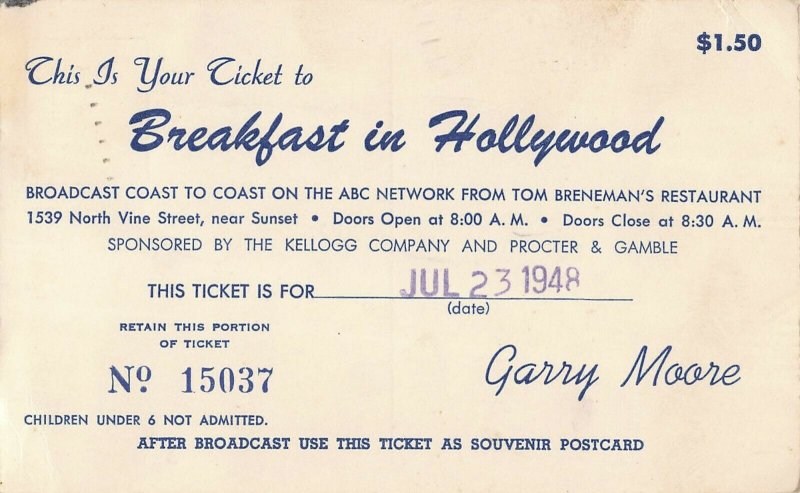 $1.50
This Is Your Ticket to
Breakfast in Hollywood
BROADCAST COAST TO COAST ON THE ABC NETWORK FROM TOM BRENEMAN'S RESTAURANT
1539 North Vine Street, near Sunset • Doors Open at 8:00 A. M. • Doors Close at 8:30 A. M.
SPONSORED BY THE KELLOGG COMPANY AND PROCTER & GAMBLE
THIS TICKET IS FOR JUL 23 1948
(date)
RETAIN THIS PORTION
OF TICKET
Nº 15037
Garry Moore
CHILDREN UNDER 6 NOT ADMITTED.
AFTER BROADCAST USE THIS TICKET AS SOUVENIR POSTCARD